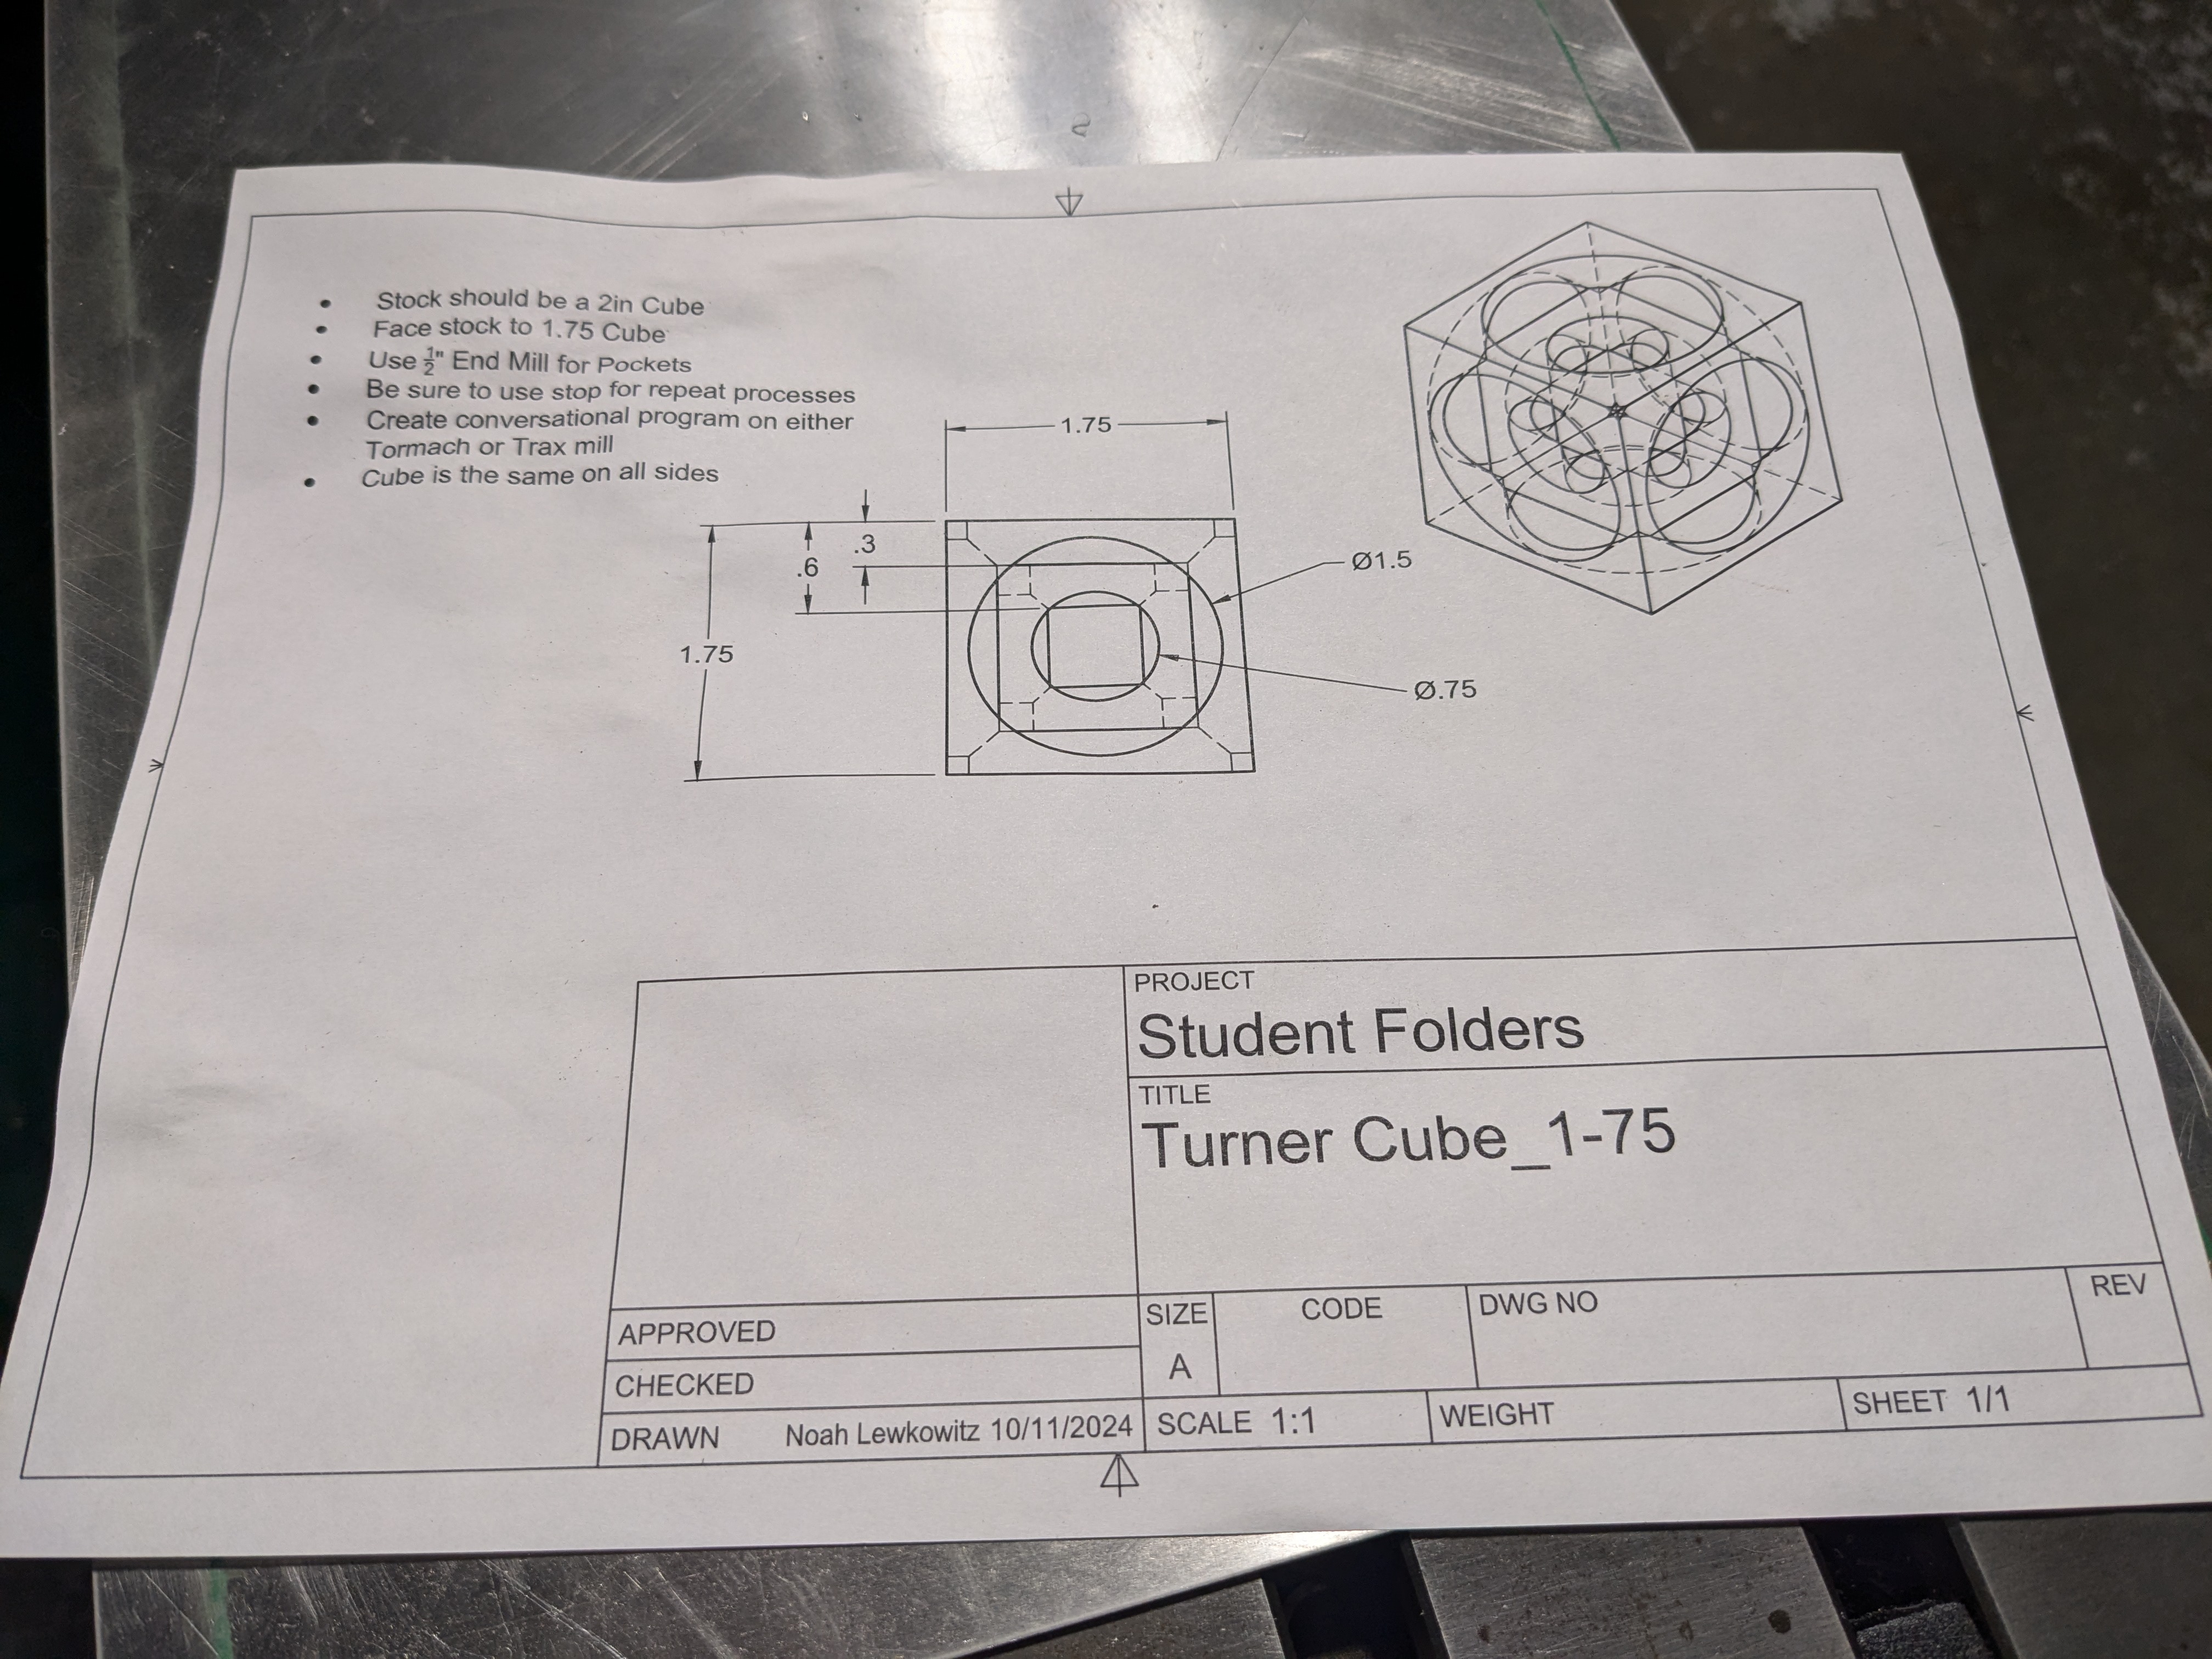 • Stock should be a 2in Cube
• Face stock to 1.75 Cube
• Use ½" End Mill for Pockets
• Be sure to use stop for repeat processes
• Create conversational program on either
Tormach or Trax mill
• Cube is the same on all sides
1.75
.3
.6
Ø1.5
1.75
Ø.75
PROJECT
Student Folders
TITLE
Turner Cube_1-75
APPROVED
CHECKED
DRAWN Noah Lewkowitz 10/11/2024
SIZE
A
CODE
DWG NO
REV
SCALE 1:1
WEIGHT
SHEET 1/1